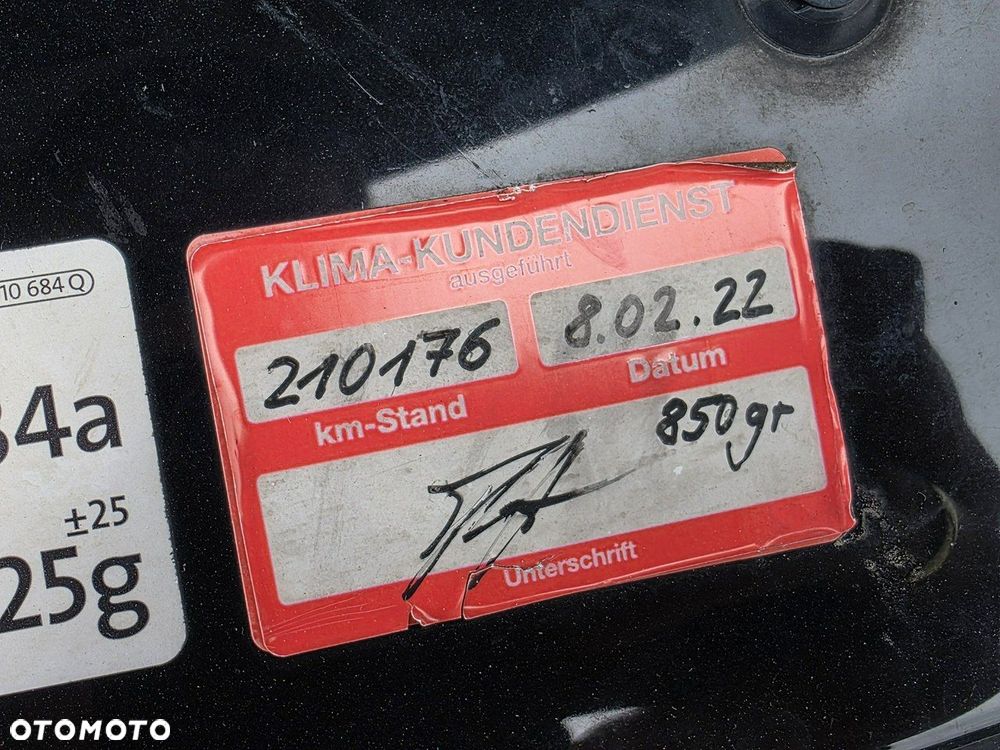 10 684 Q
34a
±25
25g
KLIMA-KUNDENDIENST
ausgeführt
210176
8.02.22
km-Stand
Datum
850gr
Unterschrift
OTOMOTO